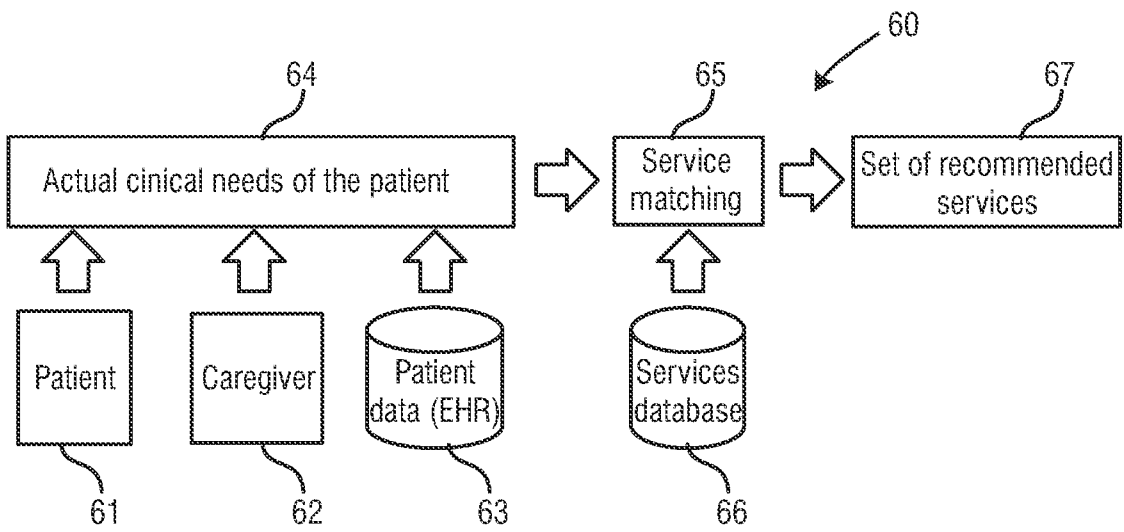 60
64
65
67
Actual cinical needs of the patient
Service
matching
Set of recommended
services
Patient
Caregiver
Patient
data (EHR)
Services
database
61
62
63
66